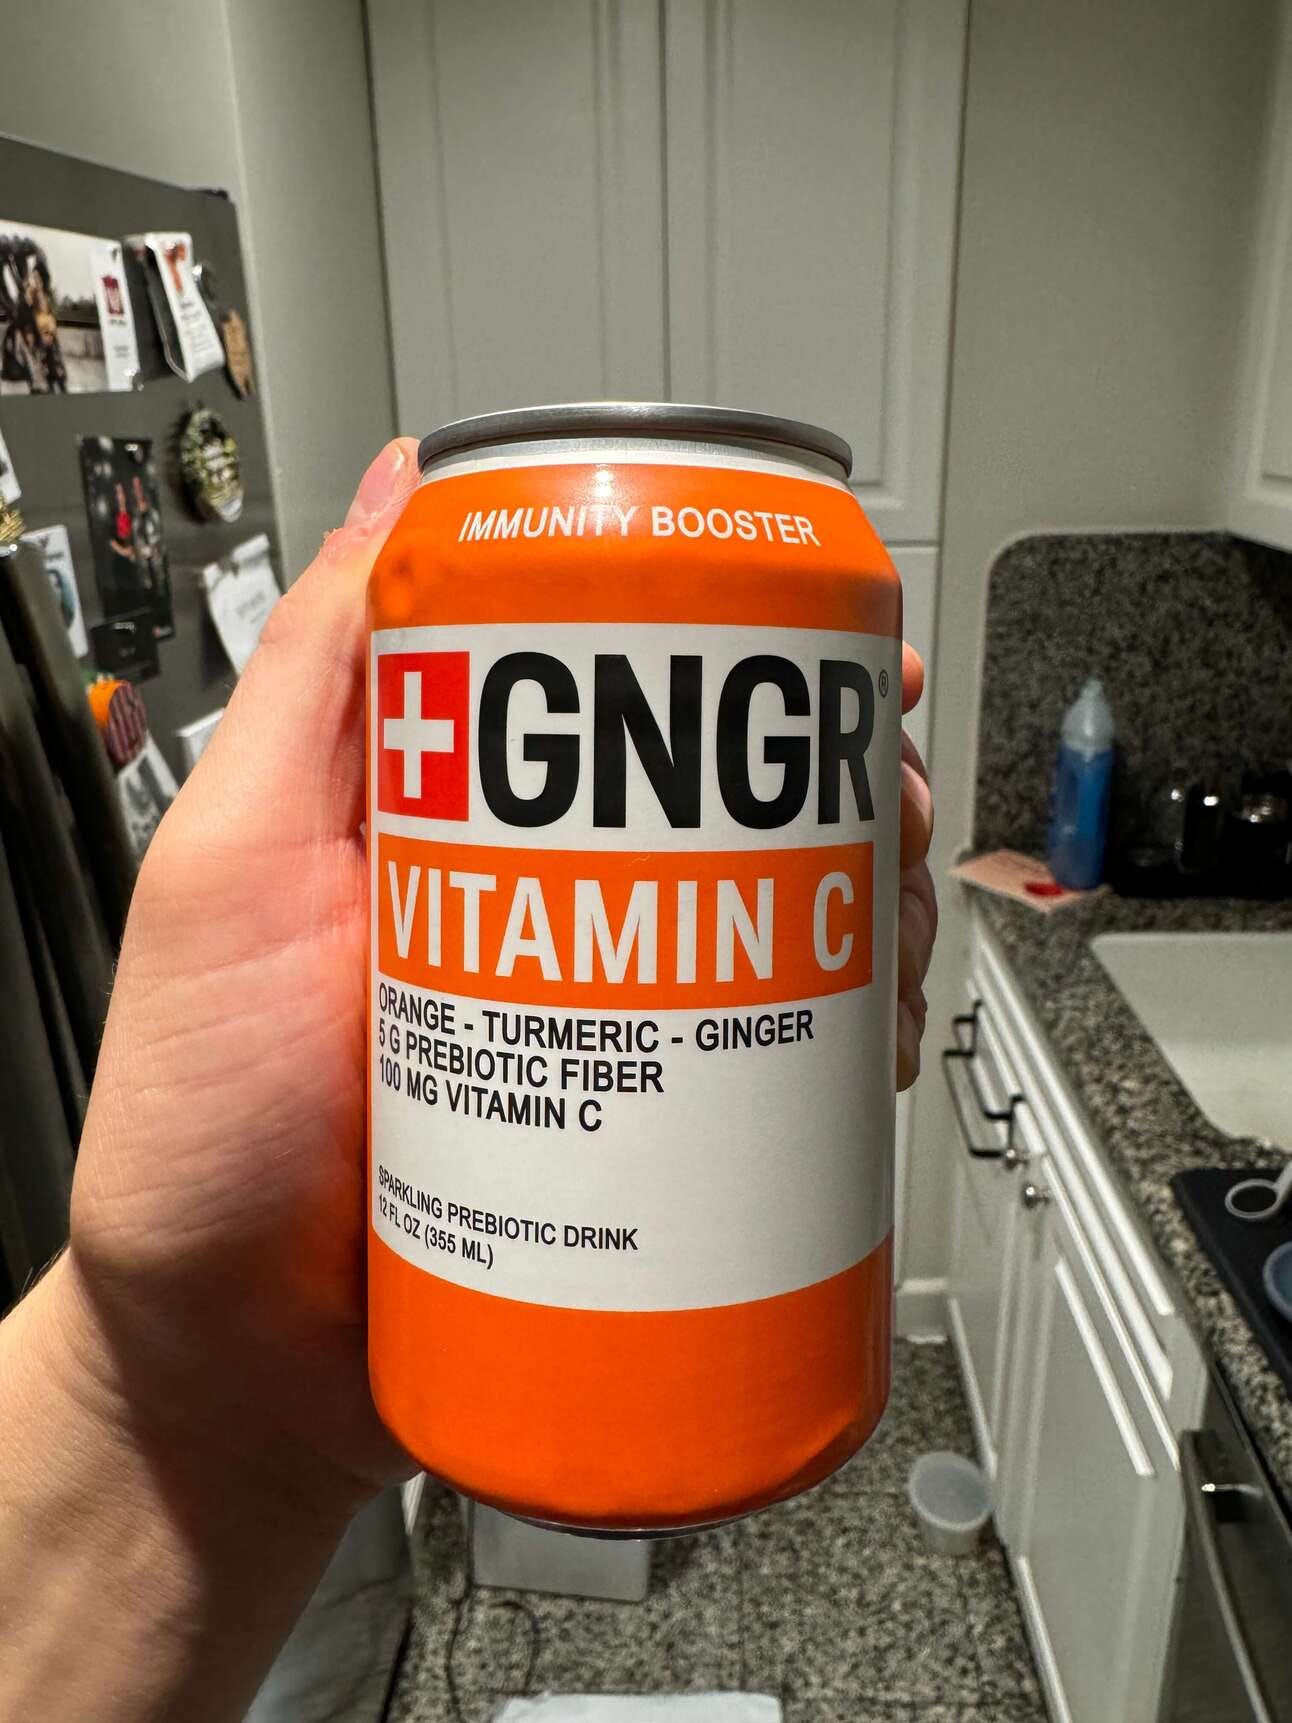 IMMUNITY BOOSTER
GNGR®
VITAMIN C
ORANGE - TURMERIC - GINGER
5 G PREBIOTIC FIBER
100 MG VITAMIN C
SPARKLING PREBIOTIC DRINK
12 FL OZ (355 ML)